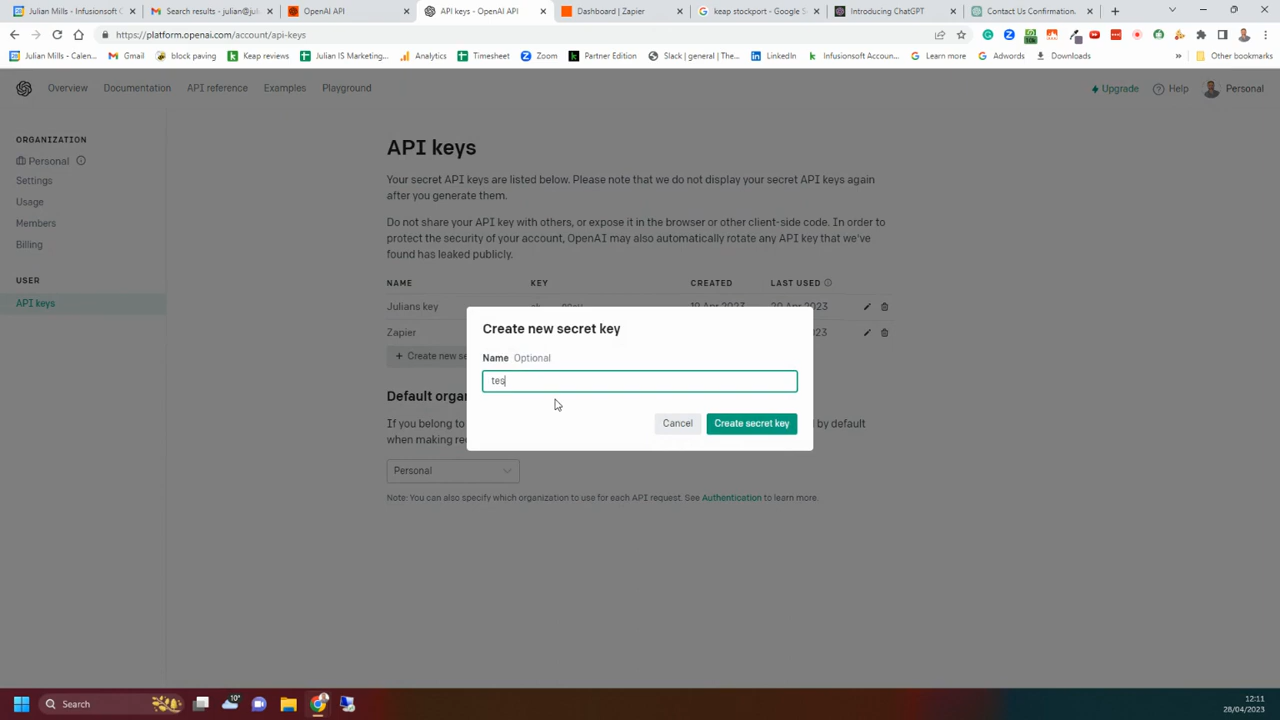 Julian Mills - Infusionsoft C
Search results - julian@jul
OpenAI API
API keys - OpenAI API
Dashboard | Zapier
keap stockport - Google S
Introducing ChatGPT
Contact Us Confirmation.
https://platform.openai.com/account/api-keys
Julian Mills - Calen...
Gmail
block paving
Keap reviews
Julian IS Marketing...
Analytics
Timesheet
Zoom
Partner Edition
Slack | The...
LinkedIn
Infusionsoft Accoun...
Learn more
Adwords
Downloads
Other bookmarks
Overview
Documentation
API reference
Examples
Playground
Upgrade
Help
Personal
ORGANIZATION
Personal
Settings
Usage
Members
Billing
USER
API keys
API keys
Your secret API keys are listed below. Please note that we do not display your secret API keys again
after you generate them.
Do not share your API key with others, or expose it in the browser or other client-side code. In order to
protect the security of your account, OpenAI may also automatically rotate any API key that we've
found has leaked publicly.
NAME KEY CREATED LAST USED
Julians key
Zapier
+ Create new se
Create new secret key
Name Optional
tes
Cancel
Create secret key
Default orga
If you belong to
d by default
when making re
Personal
Note: You can also specify which organization to use for each API request. See Authentication to learn more.
Search
10°
12:11
28/04/2023